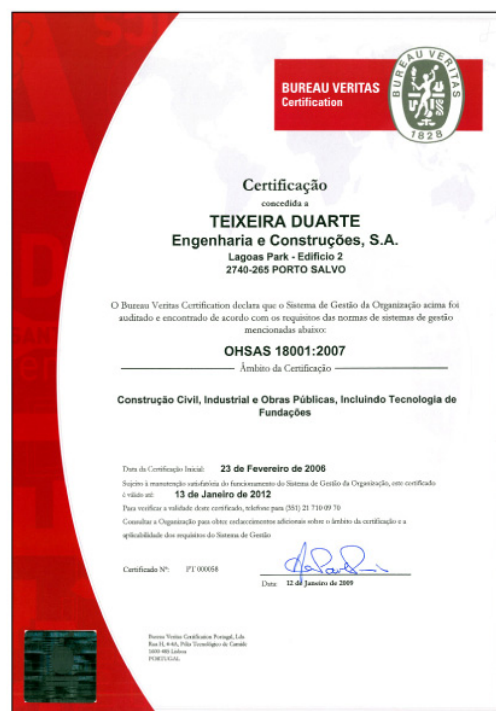 BUREAU VERITAS
Certification
BUREAU VERITAS
1828
Certificação
concedida a
TEIXEIRA DUARTE
Engenharia e Construções, S.A.
Lagoas Park - Edifício 2
2740-265 PORTO SALVO
O Bureau Veritas Certification declara que o Sistema de Gestão da Organização acima foi
auditado e encontrado de acordo com os requisitos das normas de sistemas de gestão
mencionadas abaixo:
OHSAS 18001:2007
Âmbito da Certificação
Construção Civil, Industrial e Obras Públicas, Incluindo Tecnologia de
Fundações
Data da Certificação Inicial: 23 de Fevereiro de 2006
Sujeito à manutenção satisfatória do funcionamento do Sistema de Gestão da Organização, este certificado
é válido até: 13 de Janeiro de 2012
Para verificar a validade deste certificado, telefone para (351) 21 710 09 70
Consultar a Organização para obter esclarecimentos adicionais sobre o âmbito da certificação e a
aplicabilidade dos requisitos do Sistema de Gestão
Certificado Nº: PT 000058
Data: 12 de Janeiro de 2009
Bureau Veritas Certification Portugal, Lda
Pólo Tecnológico de
Lisboa
PORTUGAL